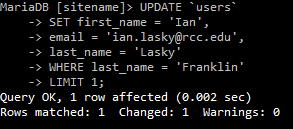 MariaDB [sitename]> UPDATE `users`
-> SET first_name = 'Ian',
-> email = 'ian.lasky@rcc.edu',
-> last_name = 'Lasky'
-> WHERE last_name = 'Franklin'
-> LIMIT 1;
Query OK, 1 row affected (0.002 sec)
Rows matched: 1  Changed: 1  Warnings: 0